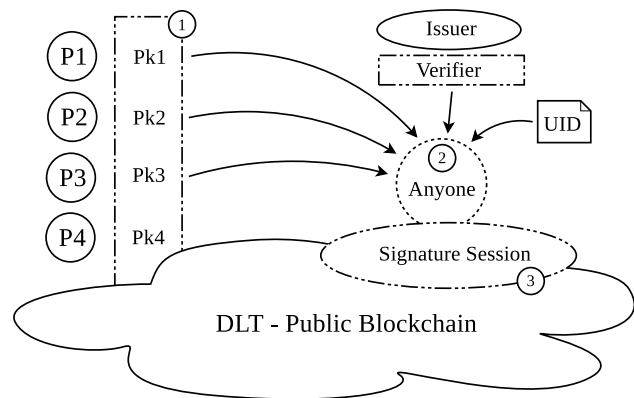 1
Issuer
P1
Pk1
Verifier
P2
Pk2
UID
2
P3
Pk3
Anyone
P4
Pk4
Signature Session
3
DLT - Public Blockchain